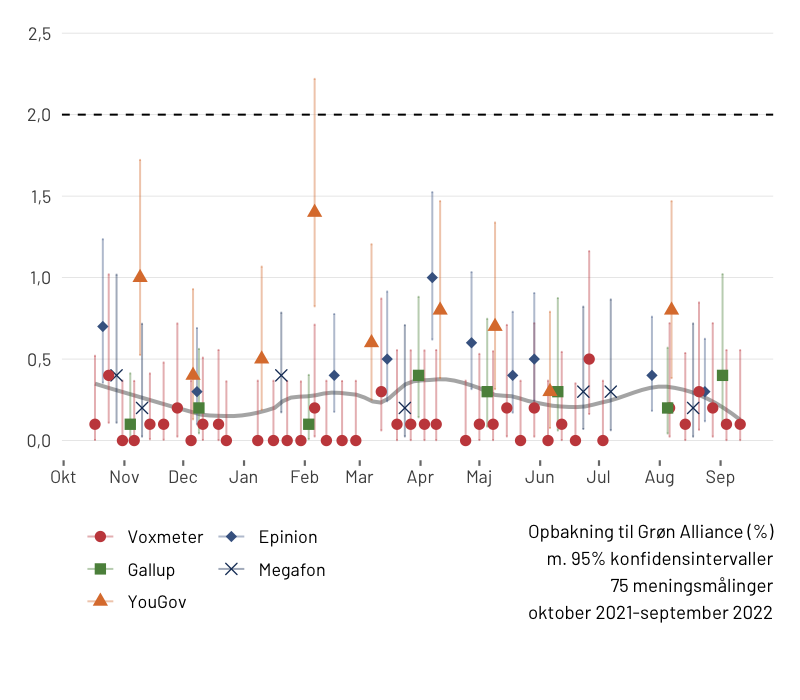 2,5
2,0
1,5
1,0
0,5
0,0
Okt Nov Dec Jan Feb Mar Apr Maj Jun Jul Aug Sep
Voxmeter Epinion
Gallup Megafon
YouGov
Opbakning til Grøn Alliance (%)
m. 95% konfidensintervaller
75 meningsmålinger
oktober 2021-september 2022